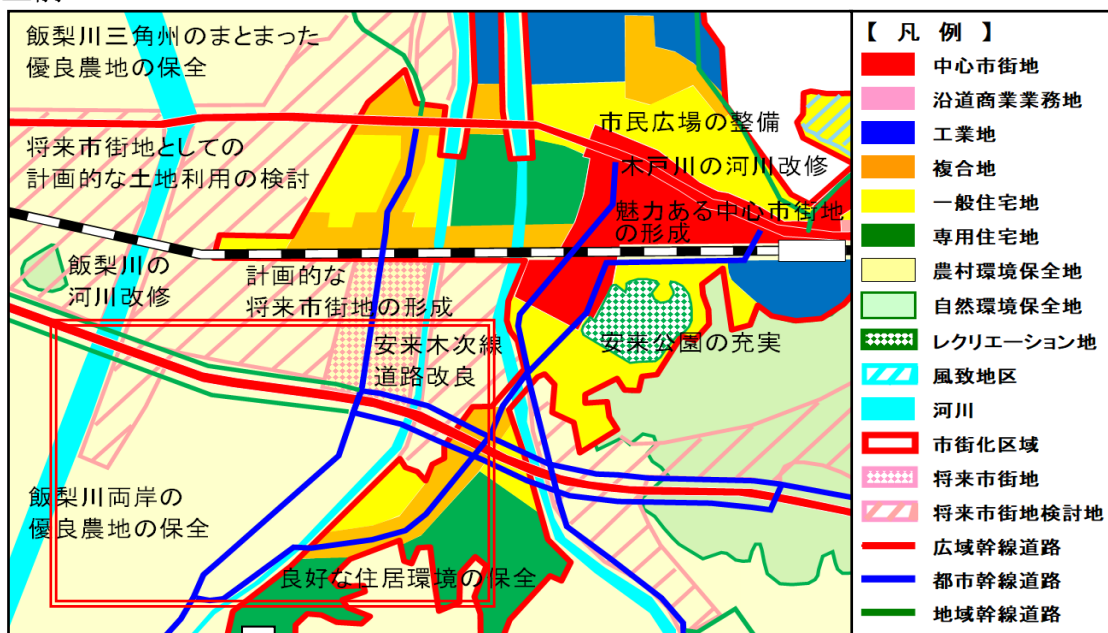 飯梨川三角州のまとまった
優良農地の保全
将来市街地としての
計画的な土地利用の検討
市民広場の整備
木戸川の河川改修
魅力ある中心市街地
の形成
飯梨川の
河川改修
計画的な
将来市街地の形成
安来木次線
道路改良
安来公園の充実
飯梨川両岸の
優良農地の保全
良好な住居環境の保全
【 凡 例 】
中心市街地
沿道商業業務地
工業地
複合地
一般住宅地
専用住宅地
農村環境保全地
自然環境保全地
レクリエーション地
風致地区
河川
市街化区域
将来市街地
将来市街地検討地
広域幹線道路
都市幹線道路
地域幹線道路